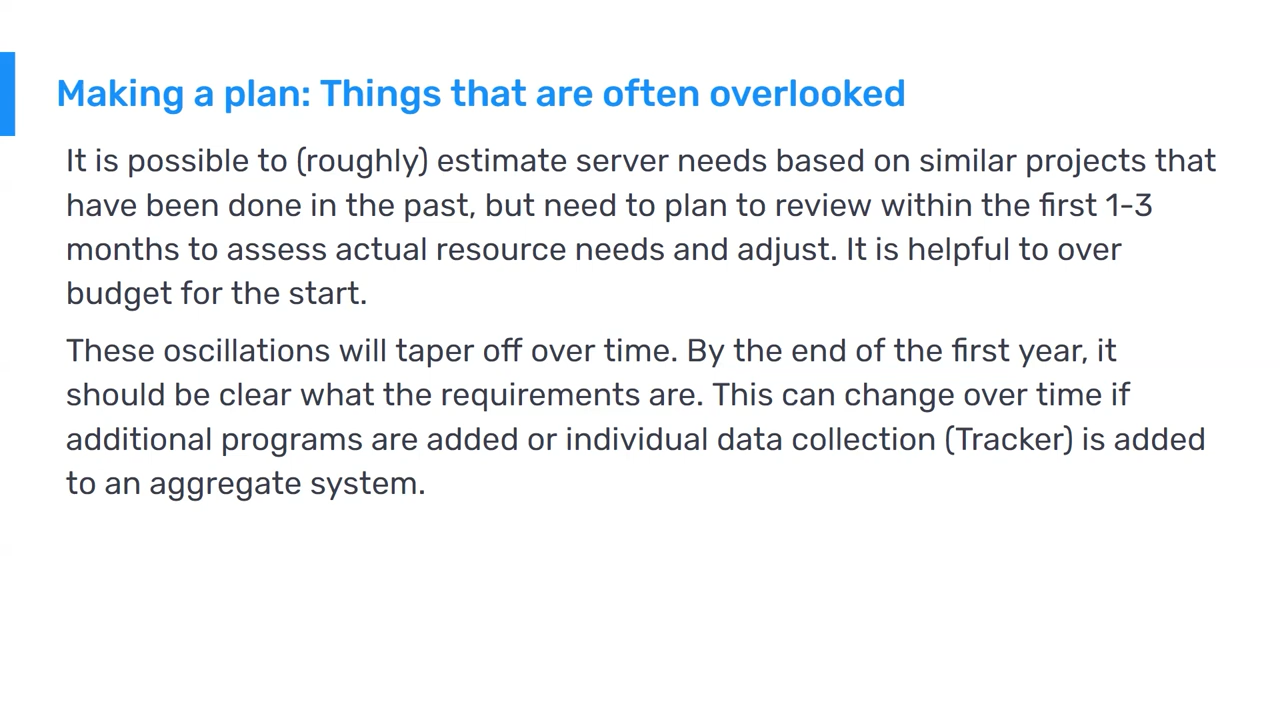 Making a plan: Things that are often overlooked
It is possible to (roughly) estimate server needs based on similar projects that
have been done in the past, but need to plan to review within the first 1-3
months to assess actual resource needs and adjust. It is helpful to over
budget for the start.
These oscillations will taper off over time. By the end of the first year, it
should be clear what the requirements are. This can change over time if
additional programs are added or individual data collection (Tracker) is added
to an aggregate system.